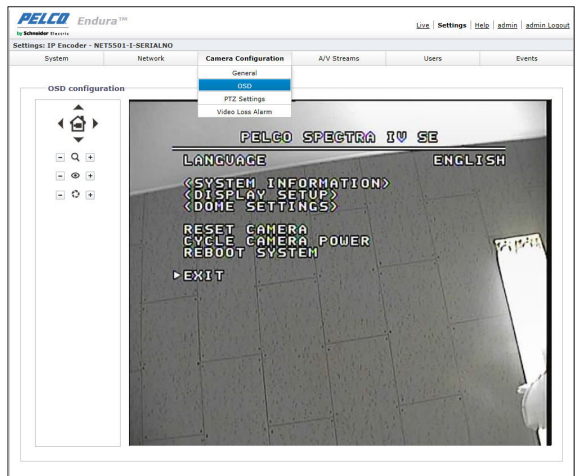 PELCO Endura™
by Schneider Electric
Live | Settings | Help | admin | admin Logout
Settings: IP Encoder - NET5501-I-SERIALNO
System Network Camera Configuration A/V Streams Users Events
General
OSD
PTZ Settings
Video Loss Alarm
OSD configuration
PELCO SPECTRA IV SE
LANGUAGE ENGLISH
<SYSTEM INFORMATION>
<DISPLAY SETUP>
<DOME SETTINGS>
RESET CAMERA
CYCLE CAMERA POWER
REBOOT SYSTEM
EXIT